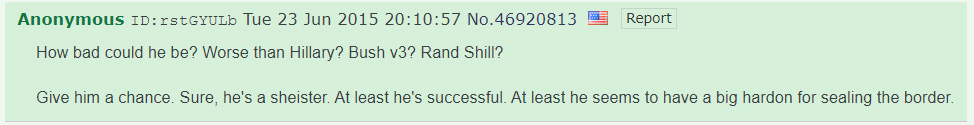 Anonymous ID:rstGYULb Tue 23 Jun 2015 20:10:57 No.46920813 Report
How bad could he be? Worse than Hillary? Bush v3? Rand Shill?
Give him a chance. Sure, he's a sheister. At least he's successful. At least he seems to have a big hardon for sealing the border.